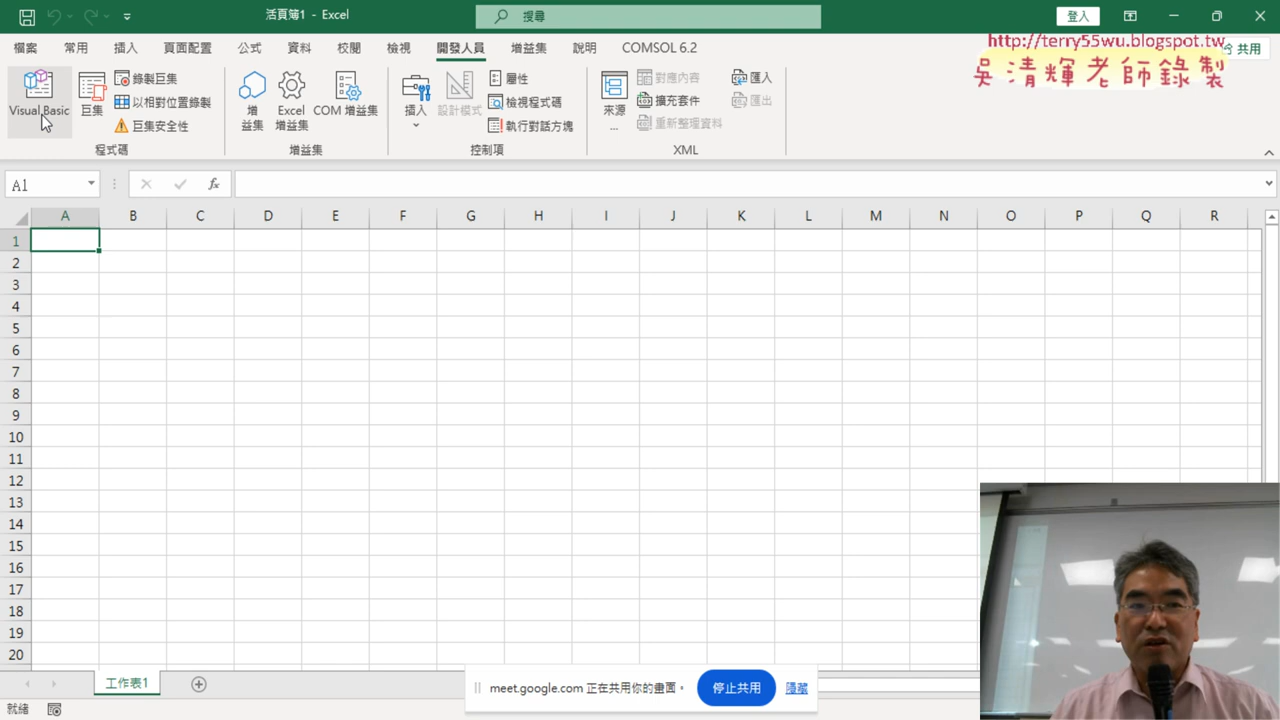 活頁簿1 - Excel
搜尋
登入
檔案 常用 插入 頁面配置 公式 資料 校閱 檢視 開發人員 增益集 說明 COMSOL 6.2
共用
http://terry55wu.blogspot.tw
吳清輝老師錄製
Visual Basic
巨集
錄製巨集
以相對位置錄製
巨集安全性
程式碼
增
益集
Excel
增益集
COM 增益集
增益集
插入
設計模式
屬性
檢視程式碼
執行對話方塊
控制項
來源
...
對應內容
擴充套件
重新整理資料
匯入
匯出
XML
A1
fx
A B C D E F G H I J K L M N O P Q R
1
2
3
4
5
6
7
8
9
10
11
12
13
14
15
16
17
18
19
20
工作表1
meet.google.com 正在共用你的畫面。
停止共用
隱藏
就緒